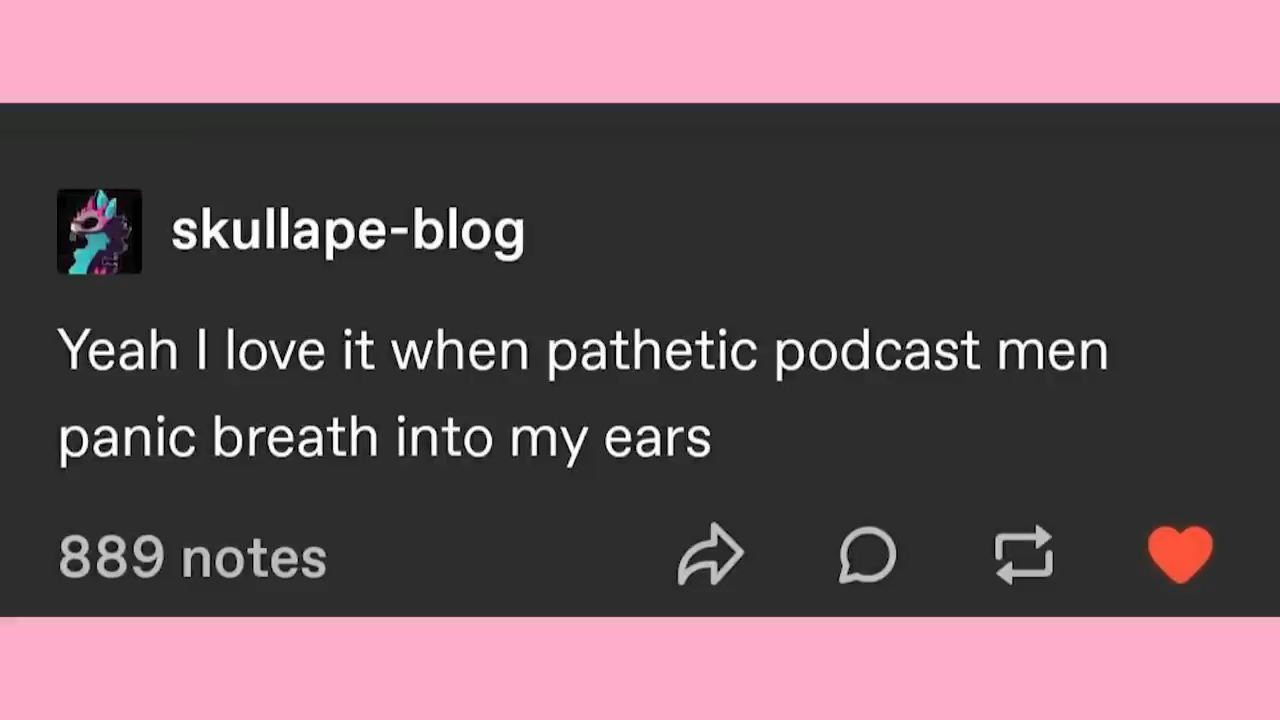 skullape-blog
Yeah I love it when pathetic podcast men
panic breath into my ears
889 notes